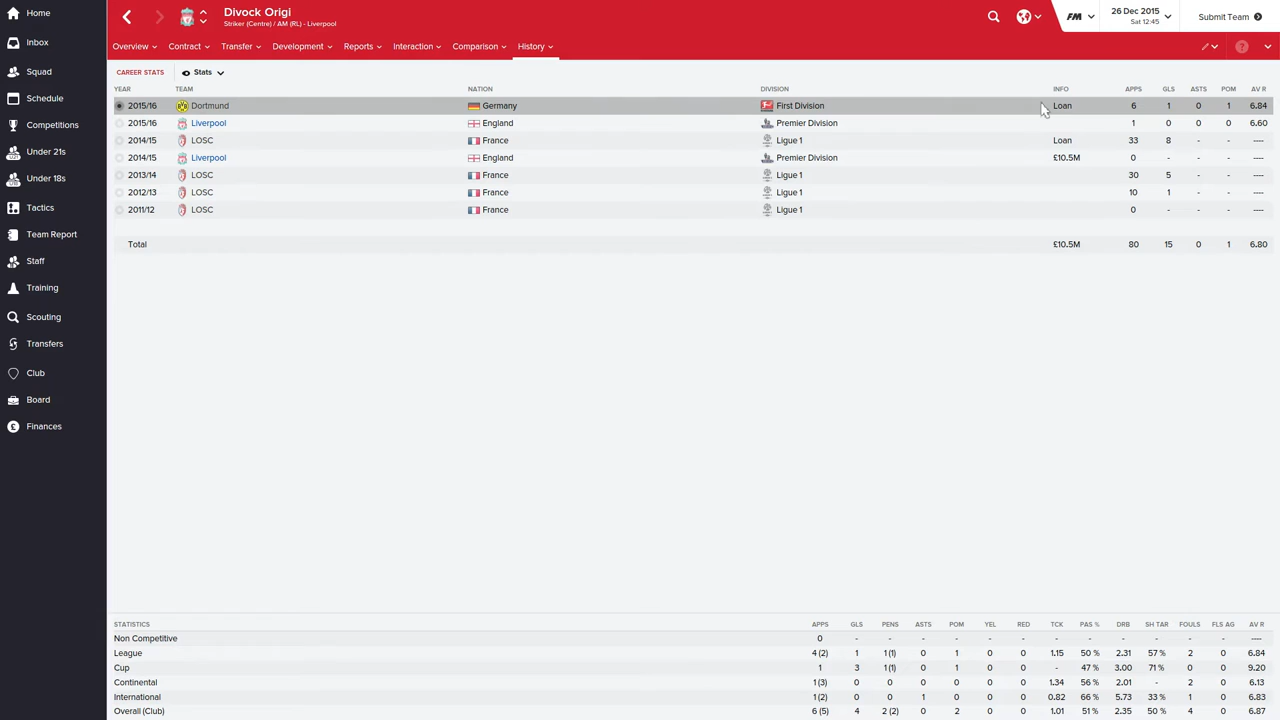 Home
Inbox
Squad
Schedule
Competitions
Under 21s
Under 18s
Tactics
Team Report
Staff
Training
Scouting
Transfers
Club
Board
Finances
Divock Origi
Striker (Centre) / AM (RL) - Liverpool
FM
26 Dec 2015
Sat 12:45
Submit Team
Overview Contract Transfer Development Reports Interaction Comparison History
CAREER STATS Stats
YEAR TEAM NATION DIVISION INFO APPS GLS ASTS POM AV R
2015/16 Dortmund Germany First Division Loan 6 1 0 1 6.84
2015/16 Liverpool England Premier Division 1 0 0 0 6.60
2014/15 LOSC France Ligue 1 Loan 33 8 - - ----
2014/15 Liverpool England Premier Division £10.5M 0 - - - ----
2013/14 LOSC France Ligue 1 30 5 - - ----
2012/13 LOSC France Ligue 1 10 1 - - ----
2011/12 LOSC France Ligue 1 0 - - - ----
Total £10.5M 80 15 0 1 6.80
STATISTICS APPS GLS PENS ASTS POM YEL RED TCK PAS % DRB SH TAR FOULS FLS AG AV R
Non Competitive 0 - - - - - - - - - - - - ----
League 4 (2) 1 1 (1) 0 1 0 0 1.15 50 % 2.31 57 % 2 0 6.84
Cup 1 3 1 (1) 0 1 0 0 - 47 % 3.00 71 % 0 0 9.20
Continental 1 (3) 0 0 0 0 0 0 1.34 56 % 2.01 - 2 0 6.13
International 1 (2) 0 0 1 0 0 0 0.82 66 % 5.73 33 % 1 0 6.83
Overall (Club) 6 (5) 4 2 (2) 0 2 0 0 1.01 51 % 2.35 50 % 4 0 6.87